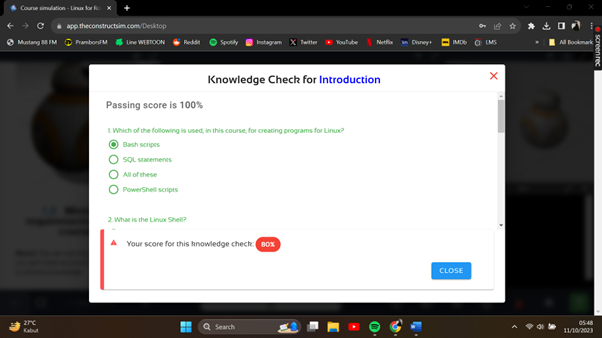 Course simulation - Linux for Ro
app.theconstructsim.com/Desktop
Mustang 88 FM
PramborsFM
Line WEBTOON
Reddit
Spotify
Instagram
Twitter
YouTube
Netflix
Disney+
IMDb
LMS
»
All Bookmark
screenrec
Knowledge Check for Introduction
Passing score is 100%
1. Which of the following is used, in this course, for creating programs for Linux?
Bash scripts
SQL statements
All of these
PowerShell scripts
2. What is the Linux Shell?
Your score for this knowledge check: 80%
CLOSE
27°C
Kabut
Search
05:48
11/10/2023